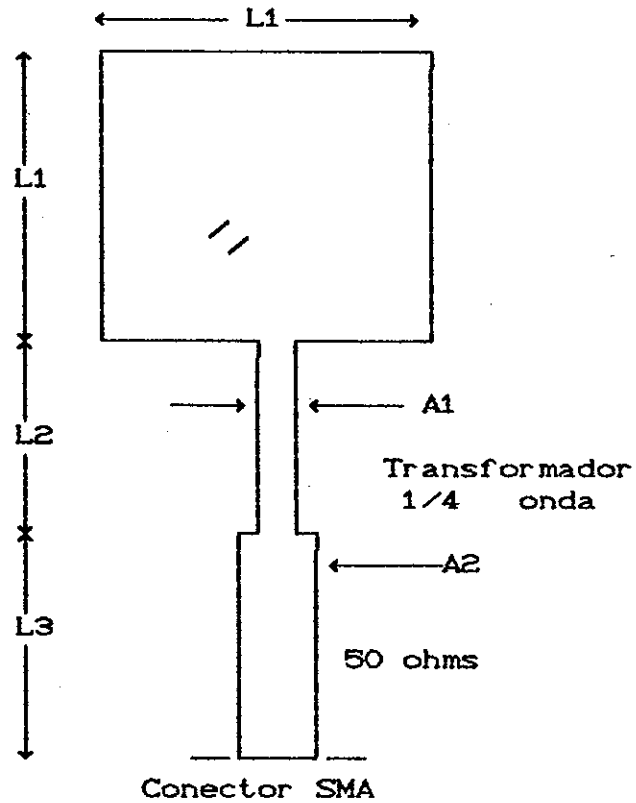 L1
L1
L2
A1
Transformador
1/4 onda
A2
L3
50 ohms
Conector SMA